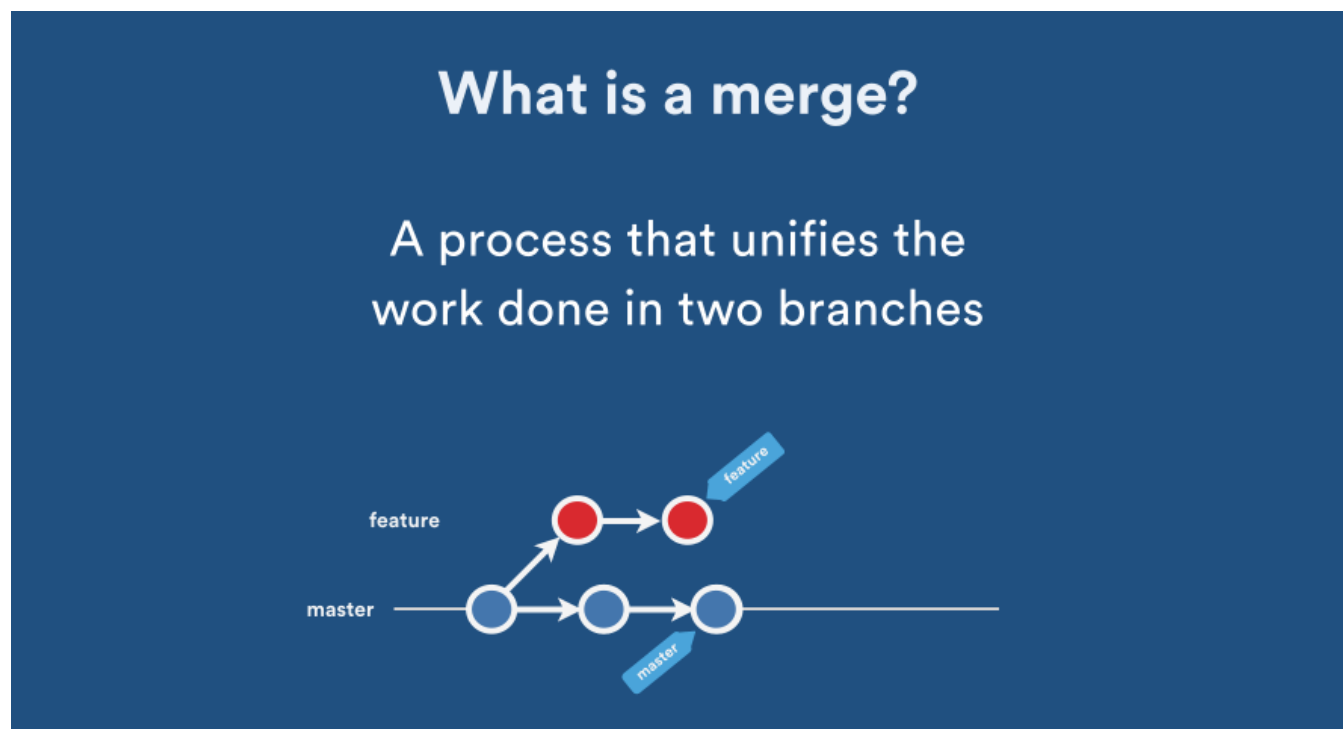 What is a merge?
A process that unifies the
work done in two branches
feature
feature
master
master